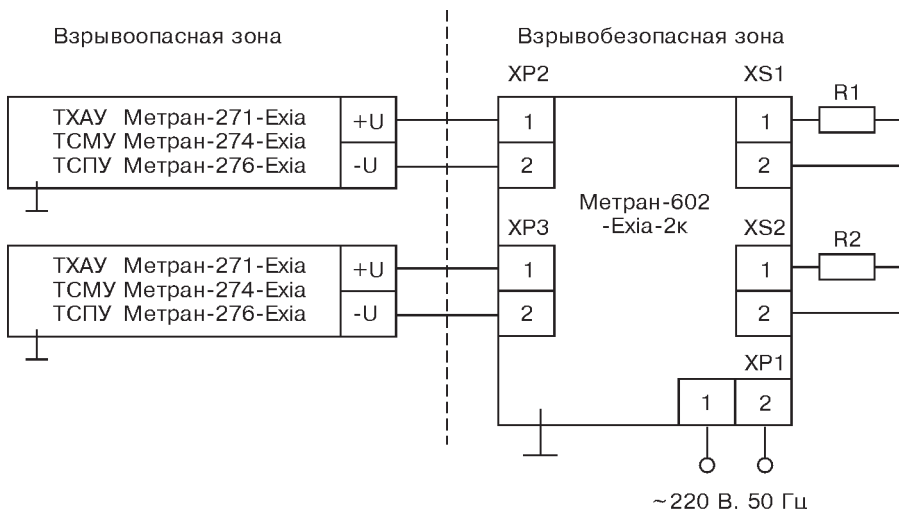 Взрывоопасная зона
Взрывобезопасная зона
XP2
XS1
R1
ТХАУ Метран-271-Exia
ТСМУ Метран-274-Exia
ТСПУ Метран-276-Exia
+U
-U
1
2
1
2
Метран-602
-Exia-2к
XP3
XS2
R2
ТХАУ Метран-271-Exia
ТСМУ Метран-274-Exia
ТСПУ Метран-276-Exia
+U
-U
1
2
1
2
XP1
1
2
~220 В. 50 Гц